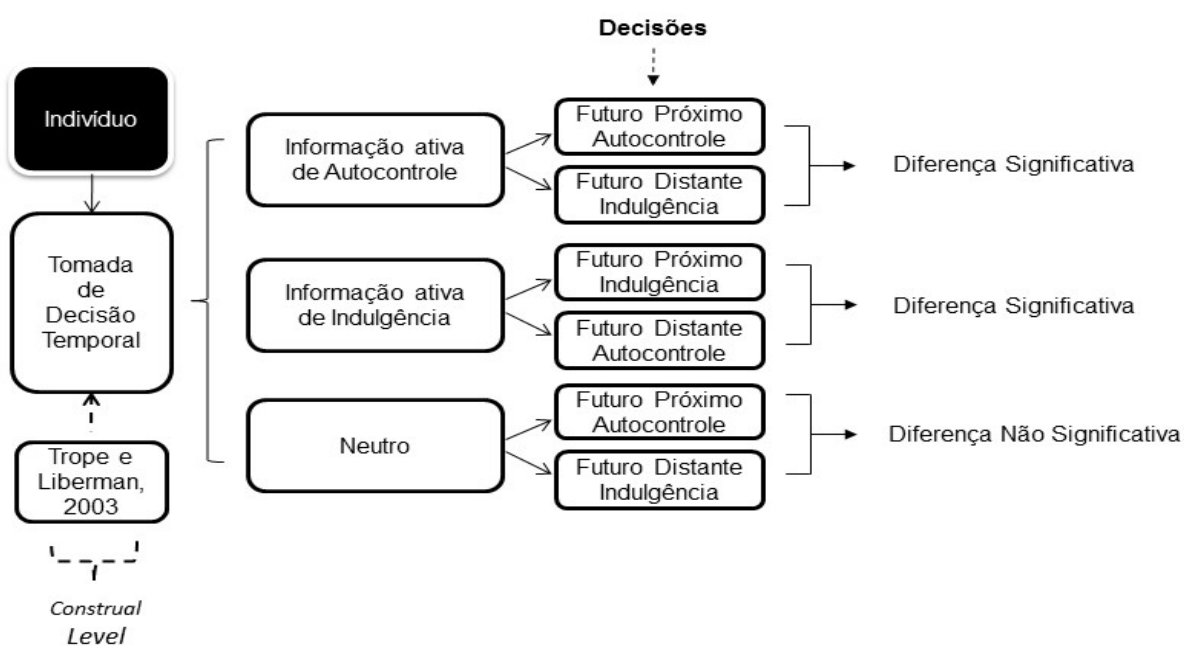 Decisões
Indivíduo
Tomada
de
Decisão
Temporal
Trope e
Liberman,
2003
Construal
Level
Informação ativa
de Autocontrole
Futuro Próximo
Autocontrole
Futuro Distante
Indulgência
Diferença Significativa
Informação ativa
de Indulgência
Futuro Próximo
Indulgência
Futuro Distante
Autocontrole
Diferença Significativa
Neutro
Futuro Próximo
Autocontrole
Futuro Distante
Indulgência
Diferença Não Significativa